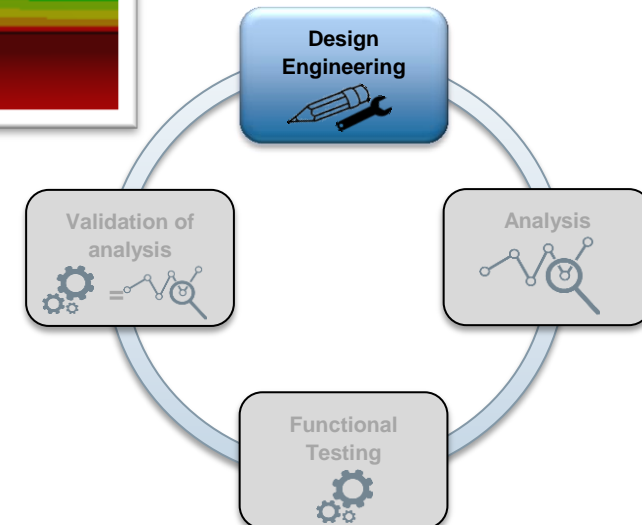 Design
Engineering
Validation of
analysis
=
Analysis
Functional
Testing